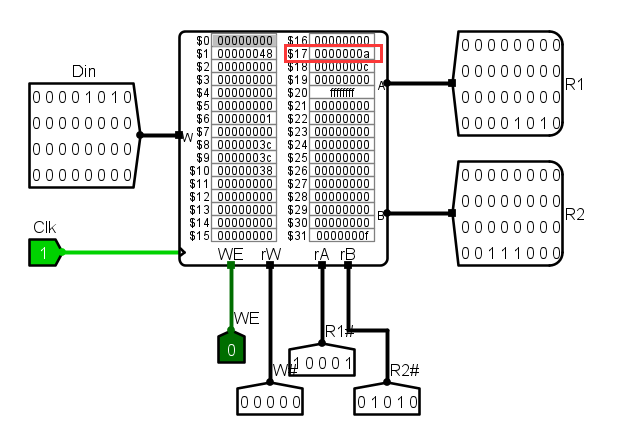 $0 00000000 $16 00000000
$1 00000048 $17 0000000a
$2 00000000 $18 0000000c
$3 00000000 $19 00000000
$4 00000000 $20 ffffffff
$5 00000000 $21 00000000
$6 00000001 $22 00000000
$7 00000000 $23 00000000
$8 0000003c $24 00000000
$9 0000003c $25 00000000
$10 00000038 $26 00000000
$11 00000000 $27 00000000
$12 00000000 $28 00000000
$13 00000000 $29 00000000
$14 00000000 $30 00000000
$15 00000000 $31 0000000f
W
A
B
WE rW rA rB
Din
0 0 0 0 1 0 1 0
0 0 0 0 0 0 0 0
0 0 0 0 0 0 0 0
0 0 0 0 0 0 0 0
Clk
1
R1
0 0 0 0 0 0 0 0
0 0 0 0 0 0 0 0
0 0 0 0 0 0 0 0
0 0 0 0 1 0 1 0
R2
0 0 0 0 0 0 0 0
0 0 0 0 0 0 0 0
0 0 0 0 0 0 0 0
0 0 1 1 1 0 0 0
WE
0
W#
0 0 0 0 0
R1#
1 0 0 0 1
R2#
0 1 0 1 0